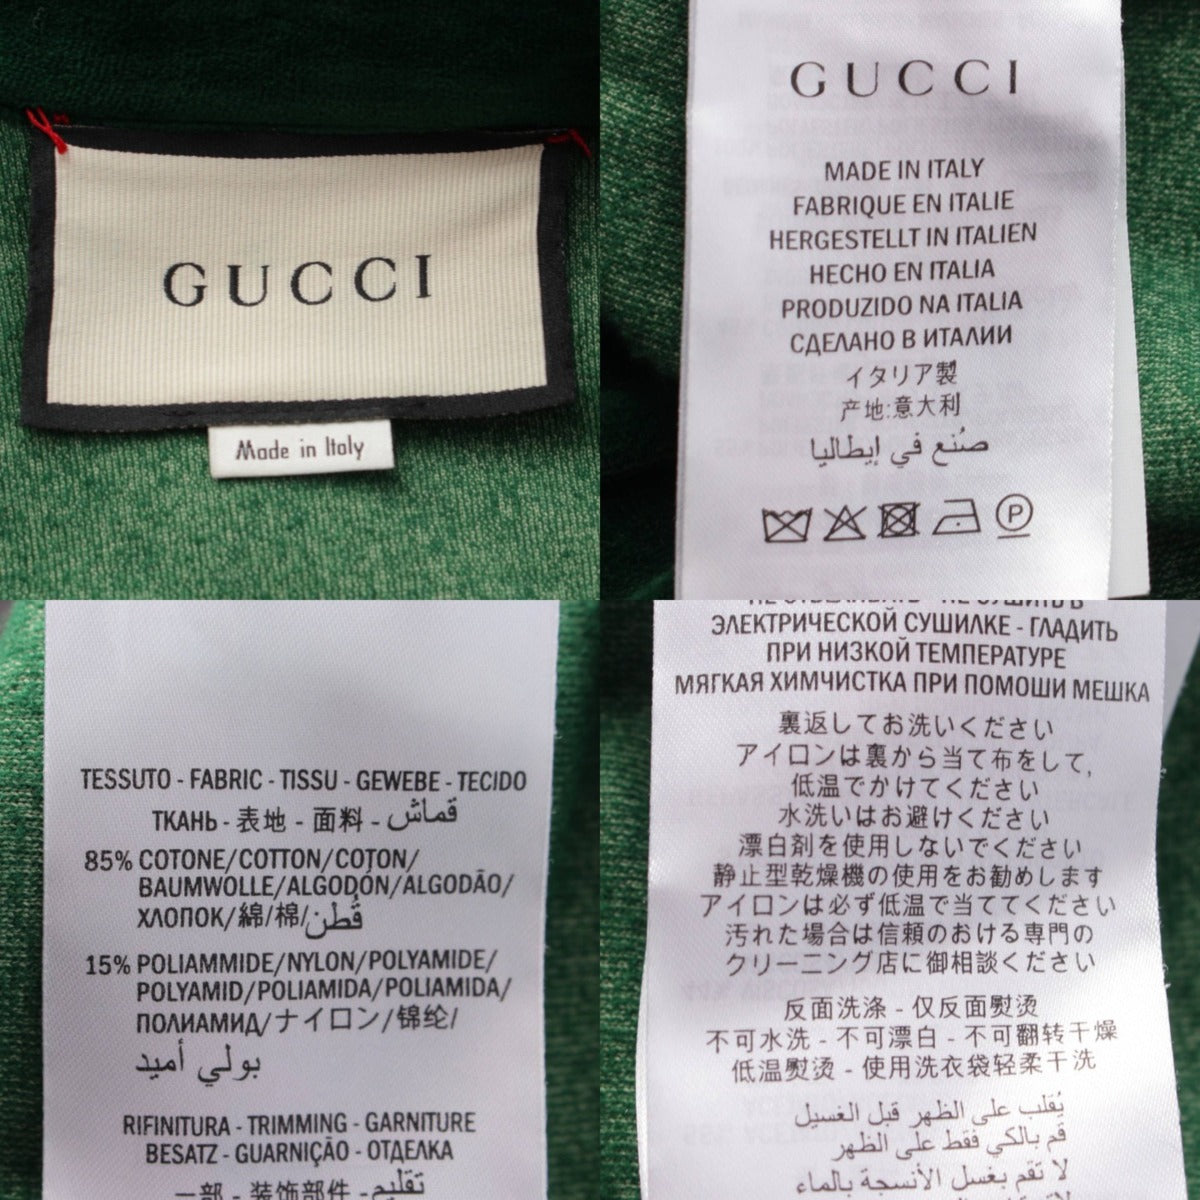 GUCCI
Made in Italy
GUCCI
MADE IN ITALY
FABRIQUE EN ITALIE
HERGESTELLT IN ITALIEN
HECHO EN ITALIA
PRODUZIDO NA ITALIA
СДЕЛАНО В ИТАЛИИ
イタリア製
产地:意大利
صُنع في إيطاليا
P
TESSUTO - FABRIC - TISSU - GEWEBE - TECIDO
ТКАНЬ - 表地 - 面料 - قماش
85% COTONE/COTTON/COTON/
BAUMWOLLE/ALGODÓN/ALGODÃO/
ХЛОПОК/綿/棉/قُطن
15% POLIAMMIDE/NYLON/POLYAMIDE/
POLYAMID/POLIAMIDA/POLIAMIDA/
ПОЛИАМИД/ナイロン/锦纶/
بولي أميد
RIFINITURA - TRIMMING - GARNITURE
BESATZ - GUARNIÇÃO - ОТДЕЛКА
一部 - 装饰部件 - تقليم
НЕ ОТБЕЛИВАТЬ - НЕ СУШИТЬ В
ЭЛЕКТРИЧЕСКОЙ СУШИЛКЕ - ГЛАДИТЬ
ПРИ НИЗКОЙ ТЕМПЕРАТУРЕ
МЯГКАЯ ХИМЧИСТКА ПРИ ПОМОШИ МЕШКА
裏返してお洗いください
アイロンは裏から当て布をして,
低温でかけてください
水洗いはお避けください
漂白剤を使用しないでください
静止型乾燥機の使用をお勧めします
アイロンは必ず低温で当ててください
汚れた場合は信頼のおける専門の
クリーニング店に御相談ください
反面洗涤 - 仅反面熨烫
不可水洗 - 不可漂白 - 不可翻转干燥
低温熨烫 - 使用洗衣袋轻柔干洗
يُقلب على الظهر قبل الغسيل
قم بالكي فقط على الظهر
لا تقم بغسيل الأنسجة بالماء